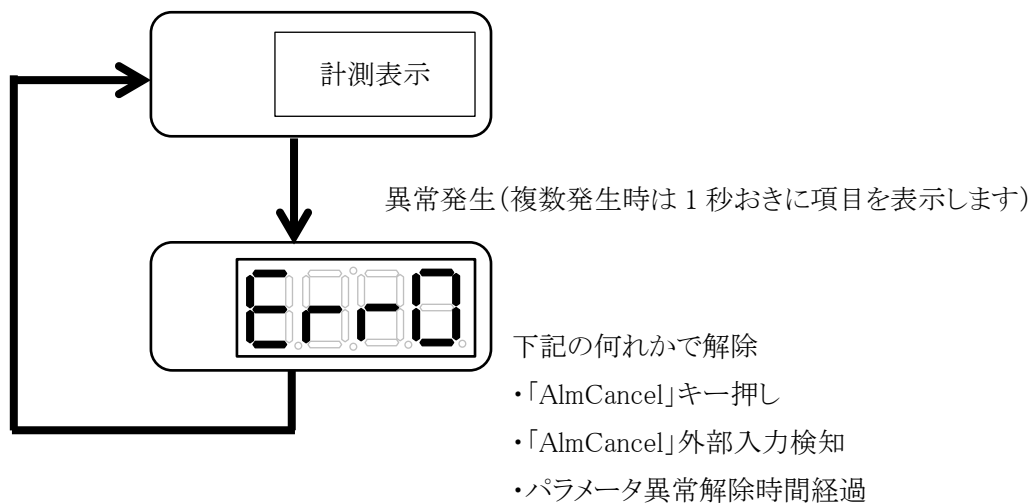 計測表示
異常発生(複数発生時は 1 秒おきに項目を表示します)
Err0
下記の何れかで解除
・「AlmCancel」キー押し
・「AlmCancel」外部入力検知
・パラメータ異常解除時間経過